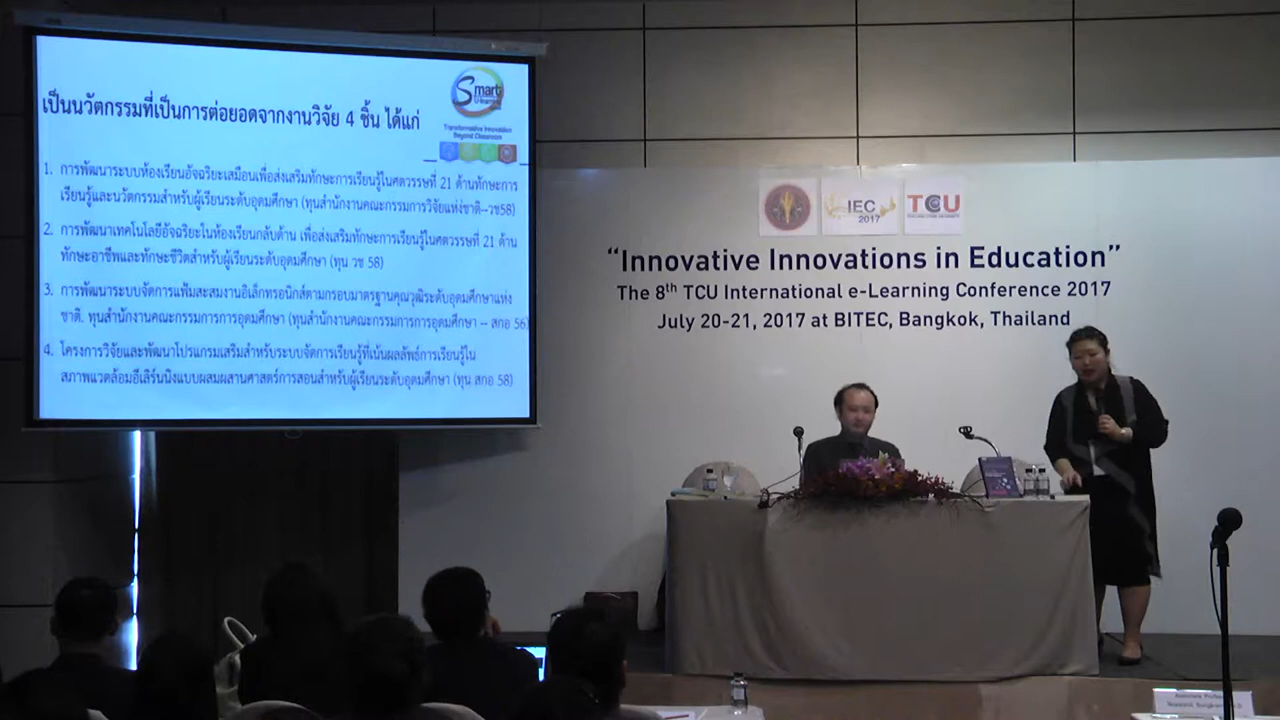 เป็นนวัตกรรมที่เป็นการต่อยอดจากงานวิจัย 4 ชิ้น ได้แก่
Smart
U-learning
Transformative Innovation
Beyond Classroom
1. การพัฒนาระบบห้องเรียนอัจฉริยะเสมือนเพื่อส่งเสริมทักษะการเรียนรู้ในศตวรรษที่ 21 ด้านทักษะการ
เรียนรู้และนวัตกรรมสำหรับผู้เรียนระดับอุดมศึกษา (ทุนสำนักงานคณะกรรมการวิจัยแห่งชาติ--วช58)
2. การพัฒนาเทคโนโลยีอัจฉริยะในห้องเรียนกลับด้าน เพื่อส่งเสริมทักษะการเรียนรู้ในศตวรรษที่ 21 ด้าน
ทักษะอาชีพและทักษะชีวิตสำหรับผู้เรียนระดับอุดมศึกษา (ทุน วช 58)
3. การพัฒนาระบบจัดการแฟ้มสะสมงานอิเล็กทรอนิกส์ตามกรอบมาตรฐานคุณวุฒิระดับอุดมศึกษาแห่ง
ชาติ. ทุนสำนักงานคณะกรรมการการอุดมศึกษา (ทุนสำนักงานคณะกรรมการการอุดมศึกษา -- สกอ 56)
4. โครงการวิจัยและพัฒนาโปรแกรมเสริมสำหรับระบบจัดการเรียนรู้ที่เน้นผลลัพธ์การเรียนรู้ใน
สภาพแวดล้อมอีเลิร์นนิงแบบผสมผสานศาสตร์การสอนสำหรับผู้เรียนระดับอุดมศึกษา (ทุน สกอ 58)
IEC
2017
TCU
"Innovative Innovations in Education"
The 8th TCU International e-Learning Conference 2017
July 20-21, 2017 at BITEC, Bangkok, Thailand
Associate Professor